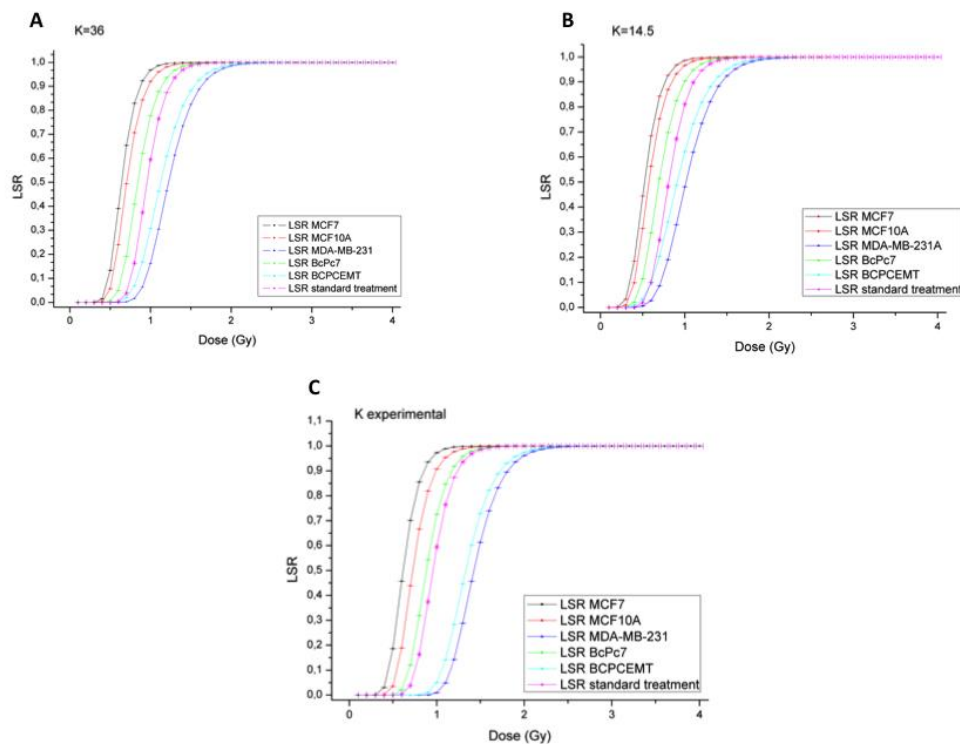 A
K=36
1,0
0,9
0,8
0,7
0,6
0,5
0,4
0,3
0,2
0,1
0,0
LSR
0 1 2 3 4
Dose (Gy)
LSR MCF7
LSR MCF10A
LSR MDA-MB-231
LSR BcPc7
LSR BCPCEMT
LSR standard treatment
B
K=14.5
1,0
0,9
0,8
0,7
0,6
0,5
0,4
0,3
0,2
0,1
0,0
LSR
0 1 2 3 4
Dose (Gy)
LSR MCF7
LSR MCF10A
LSR MDA-MB-231A
LSR BcPc7
LSR BCPCEMT
LSR standard treatment
C
K experimental
1,1
1,0
0,9
0,8
0,7
0,6
0,5
0,4
0,3
0,2
0,1
0,0
LSR
0 1 2 3 4
Dose (Gy)
LSR MCF7
LSR MCF10A
LSR MDA-MB-231
LSR BcPc7
LSR BCPCEMT
LSR standard treatment